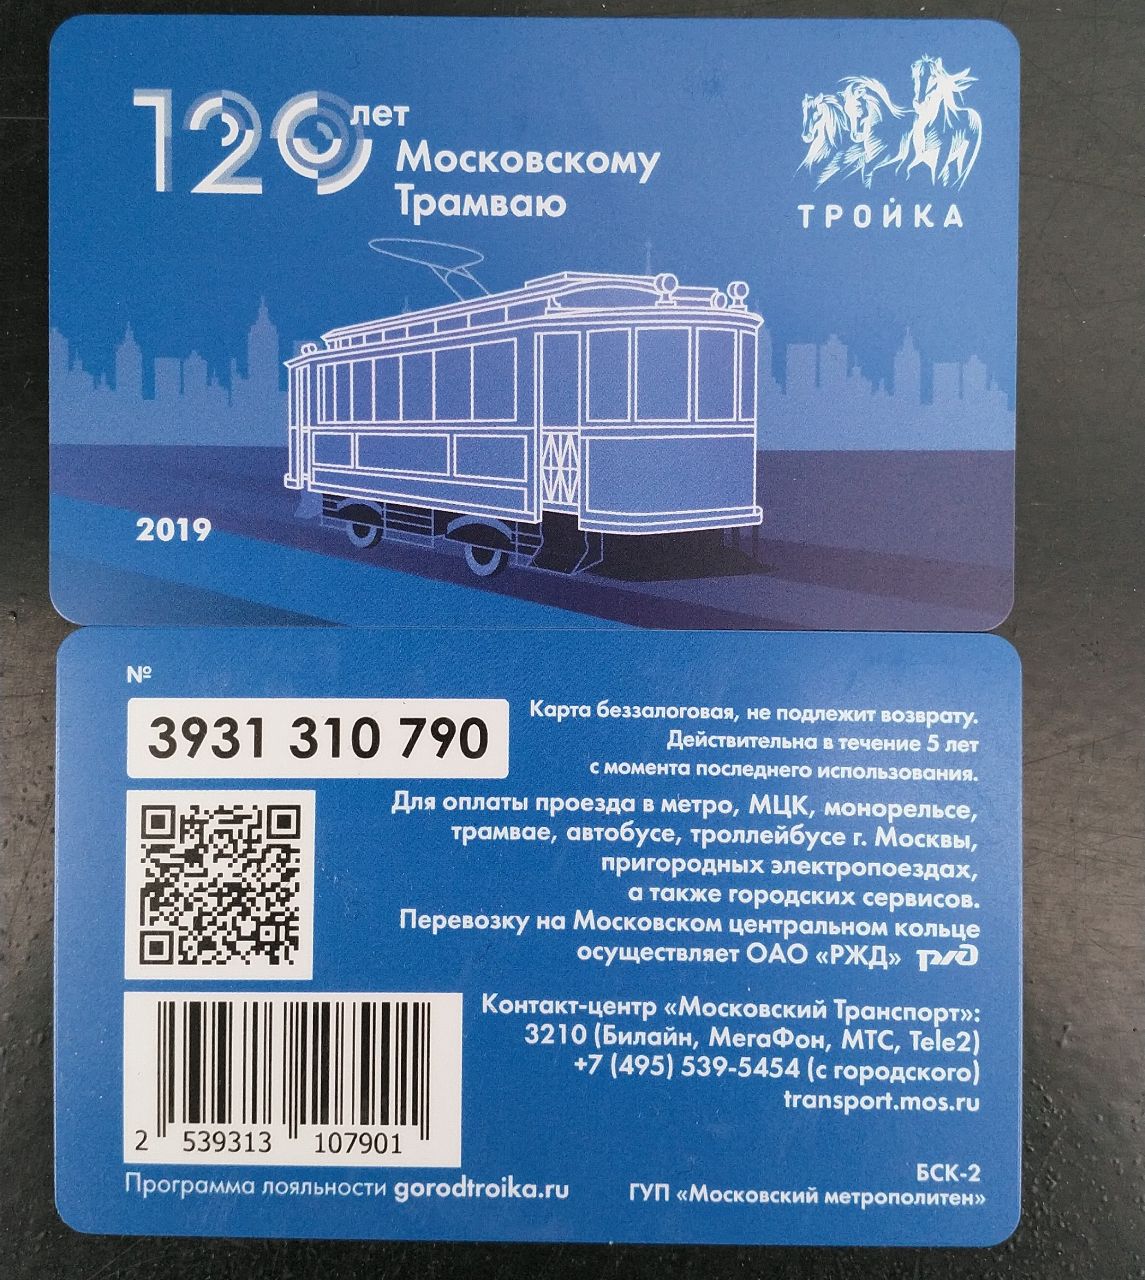 120 лет
Московскому
Трамваю
ТРОЙКА
2019
№
3931 310 790
Карта беззалоговая, не подлежит возврату.
Действительна в течение 5 лет
с момента последнего использования.
Для оплаты проезда в метро, МЦК, монорельсе,
трамвае, автобусе, троллейбусе г. Москвы,
пригородных электропоездах,
а также городских сервисов.
Перевозку на Московском центральном кольце
осуществляет ОАО «РЖД» РЖД
Контакт-центр «Московский Транспорт»:
3210 (Билайн, МегаФон, МТС, Tele2)
+7 (495) 539-5454 (с городского)
transport.mos.ru
2 539313 107901
Программа лояльности gorodtroika.ru
БСК-2
ГУП «Московский метрополитен»